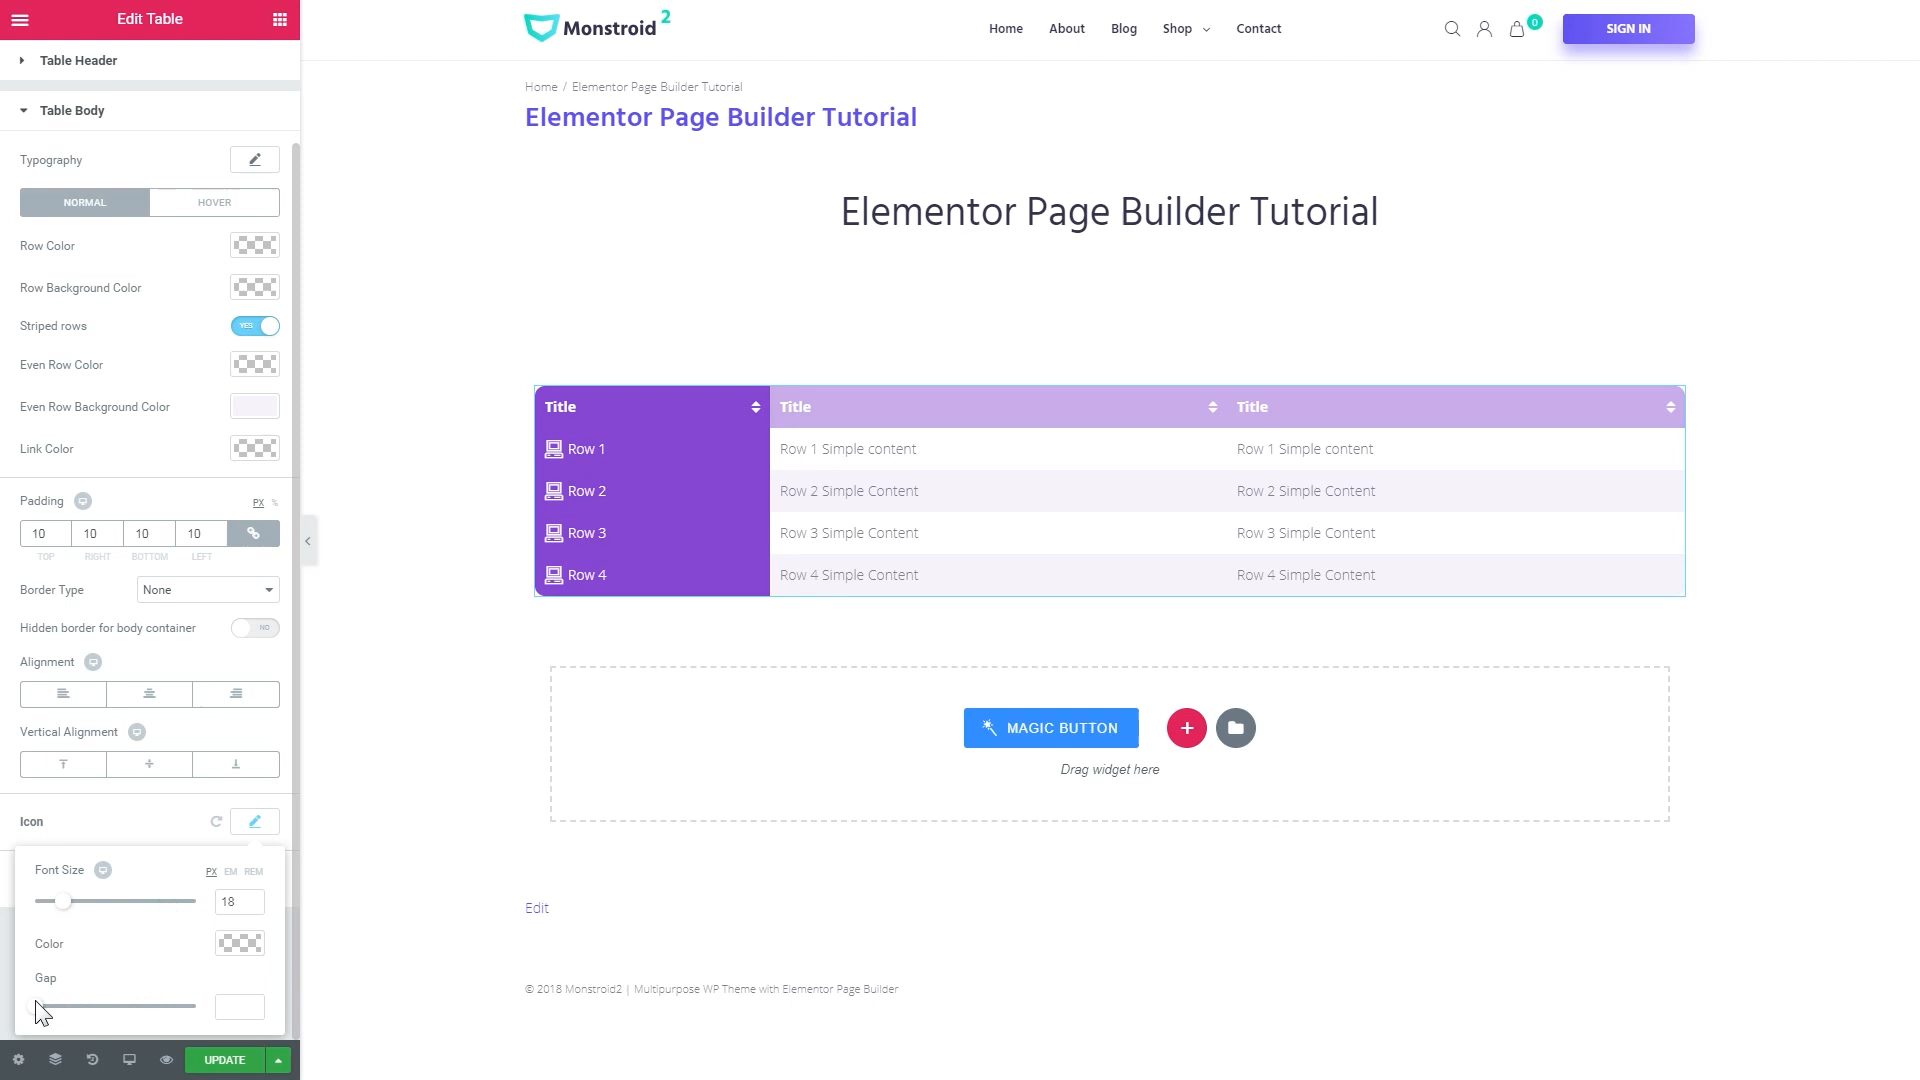 Edit Table
Table Header
Table Body
Typography
NORMAL HOVER
Row Color
Row Background Color
Striped rows YES
Even Row Color
Even Row Background Color
Link Color
Padding PX %
10 10 10 10
TOP RIGHT BOTTOM LEFT
Border Type None
Hidden border for body container NO
Alignment
Vertical Alignment
Icon
Font Size PX EM REM
18
Color
Gap
UPDATE
Monstroid 2
Home About Blog Shop Contact
0
SIGN IN
Home / Elementor Page Builder Tutorial
Elementor Page Builder Tutorial
Elementor Page Builder Tutorial
Title Title Title
Row 1 Row 1 Simple content Row 1 Simple content
Row 2 Row 2 Simple Content Row 2 Simple Content
Row 3 Row 3 Simple Content Row 3 Simple Content
Row 4 Row 4 Simple Content Row 4 Simple Content
MAGIC BUTTON
Drag widget here
Edit
© 2018 Monstroid2 | Multipurpose WP Theme with Elementor Page Builder